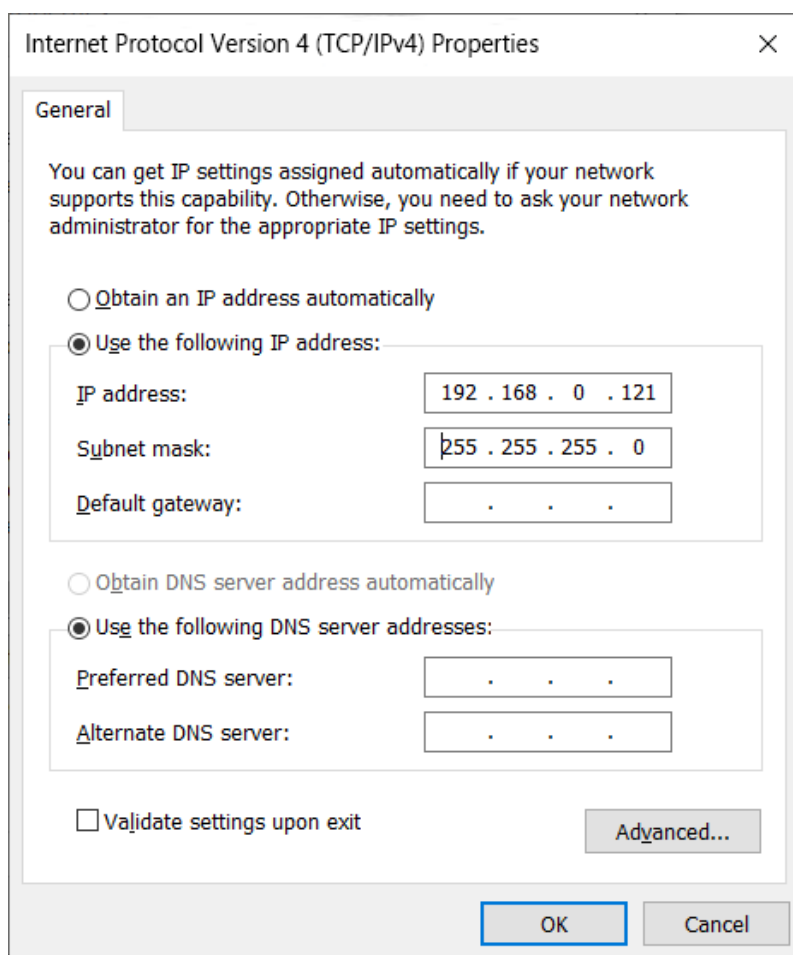 Internet Protocol Version 4 (TCP/IPv4) Properties
General
You can get IP settings assigned automatically if your network
supports this capability. Otherwise, you need to ask your network
administrator for the appropriate IP settings.
Obtain an IP address automatically
Use the following IP address:
IP address: 192 . 168 . 0 . 121
Subnet mask: 255 . 255 . 255 . 0
Default gateway: . . .
Obtain DNS server address automatically
Use the following DNS server addresses:
Preferred DNS server: . . .
Alternate DNS server: . . .
Validate settings upon exit
Advanced...
OK Cancel